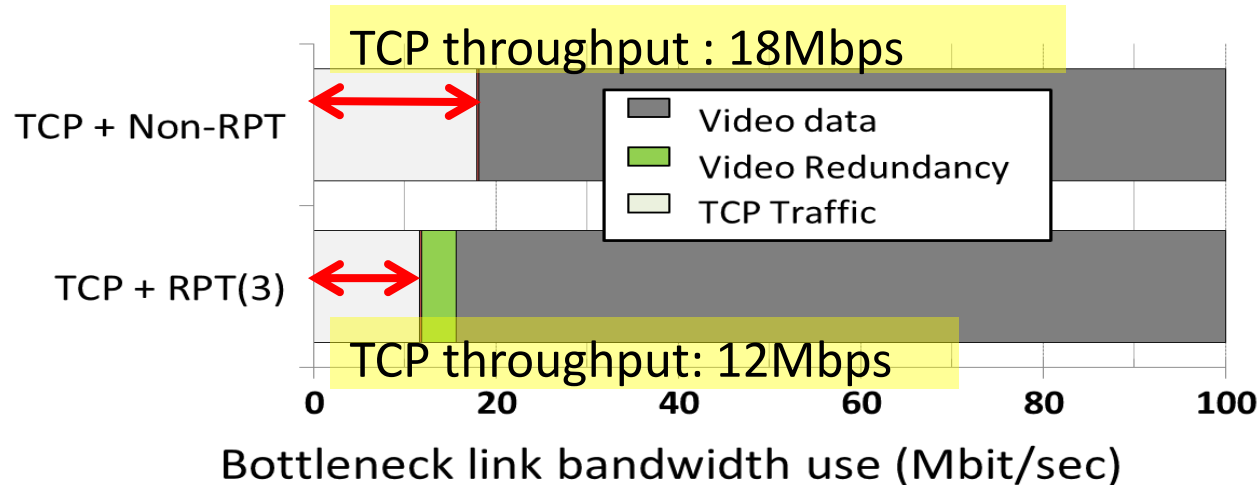 TCP throughput : 18Mbps
TCP + Non-RPT
Video data
Video Redundancy
TCP Traffic
TCP + RPT(3)
TCP throughput: 12Mbps
0 20 40 60 80 100
Bottleneck link bandwidth use (Mbit/sec)